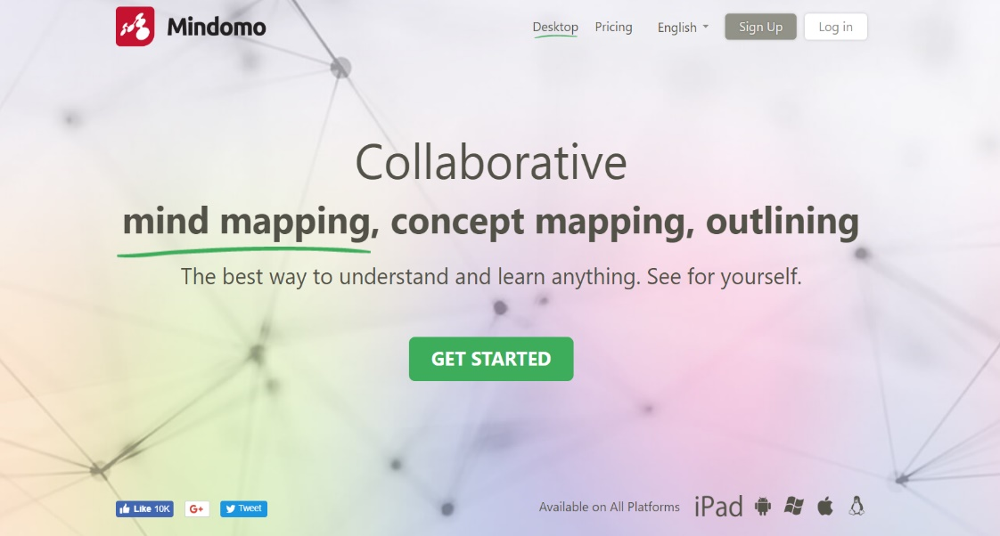 Mindomo
Desktop Pricing English Sign Up Log in
Collaborative
mind mapping, concept mapping, outlining
The best way to understand and learn anything. See for yourself.
GET STARTED
Like 10K G+ Tweet Available on All Platforms iPad